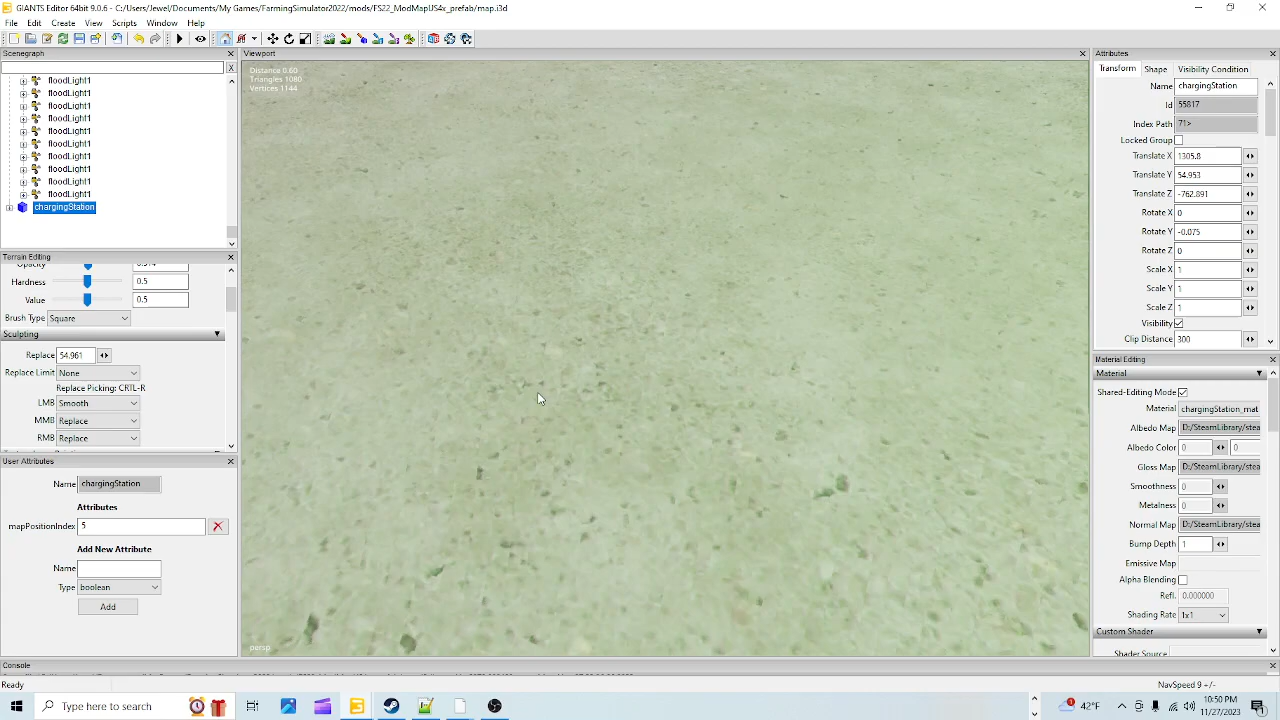 GIANTS Editor 64bit 9.0.6 - C:/Users/Jewel/Documents/My Games/FarmingSimulator2022/mods/FS22_ModMapUS4x_prefab/map.i3d
File Edit Create View Scripts Window Help
Scenegraph
X
floodLight1
floodLight1
floodLight1
floodLight1
floodLight1
floodLight1
floodLight1
floodLight1
floodLight1
floodLight1
chargingStation
Terrain Editing
Hardness 0.5
Value 0.5
Brush Type Square
Sculpting
Replace 54.961
Replace Limit None
Replace Picking: CRTL-R
LMB Smooth
MMB Replace
RMB Replace
User Attributes
Name chargingStation
Attributes
mapPositionIndex 5
Add New Attribute
Name
Type boolean
Add
Viewport
Distance 0.60
Triangles 1080
Vertices 1144
persp
Attributes
Transform Shape Visibility Condition
Name chargingStation
Id 55817
Index Path 71>
Locked Group
Translate X 1305.8
Translate Y 54.953
Translate Z -762.891
Rotate X 0
Rotate Y -0.075
Rotate Z 0
Scale X 1
Scale Y 1
Scale Z 1
Visibility
Clip Distance 300
Material Editing
Material
Shared-Editing Mode
Material chargingStation_mat
Albedo Map D:/SteamLibrary/stea
Albedo Color 0 0
Gloss Map D:/SteamLibrary/stea
Smoothness 0
Metalness 0
Normal Map D:/SteamLibrary/stea
Bump Depth 1
Emissive Map
Alpha Blending
Refl. 0.000000
Shading Rate 1x1
Custom Shader
Shader Source
Console
Ready
NavSpeed 9 +/-
Type here to search
42°F
10:50 PM
11/27/2023